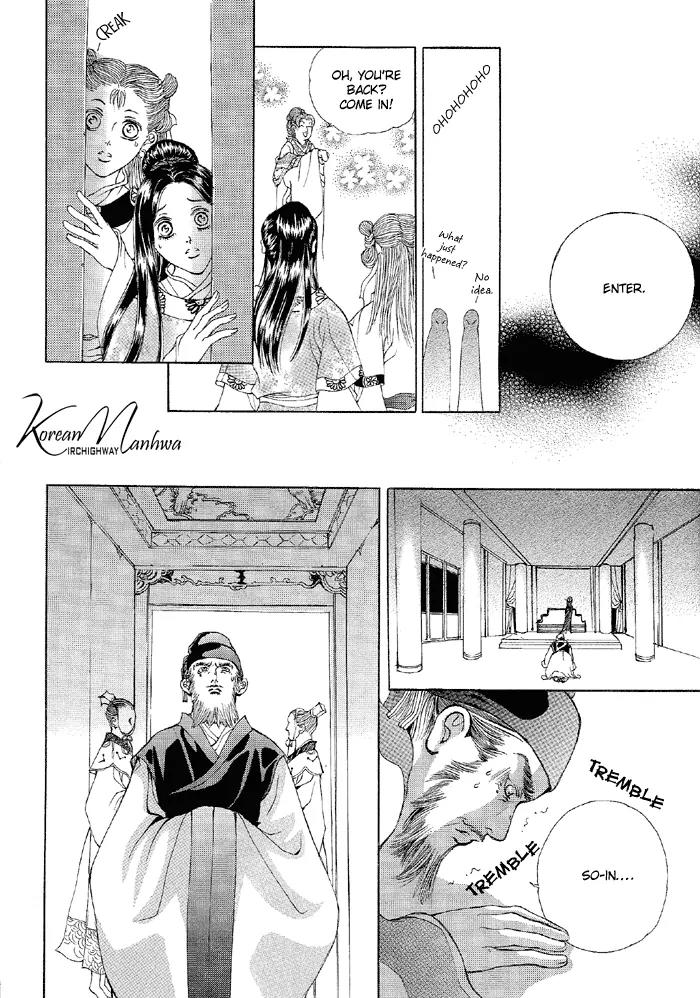 CREAK
OH, YOU'RE
BACK?
COME IN!
OHOHOHOHO
What
just
happened?
No
idea.
ENTER.
Korean Manhwa
IRCHIGHWAY
TREMBLE
TREMBLE
SO-IN....